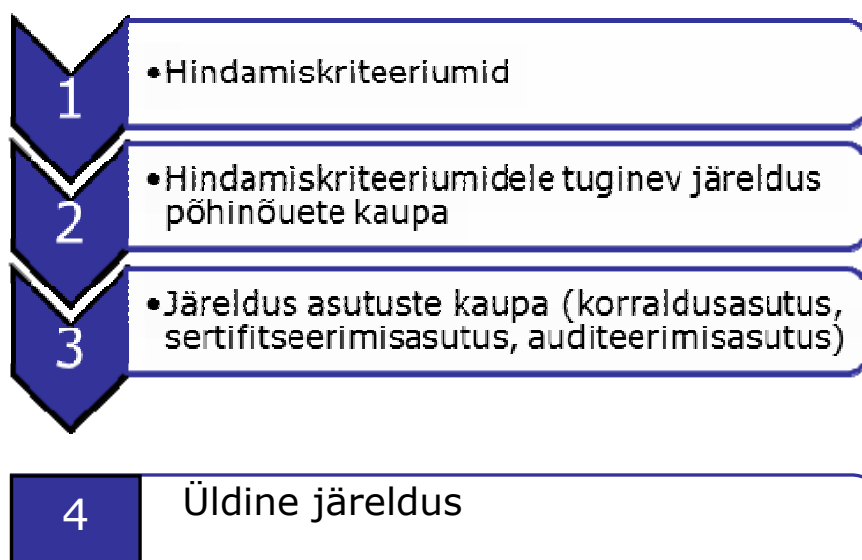 1
•Hindamiskriteeriumid
2
•Hindamiskriteeriumidele tuginev järeldus
põhinõuete kaupa
3
•Järeldus asutuste kaupa (korraldusasutus,
sertifitseerimisasutus, auditeerimisasutus)
4
Üldine järeldus